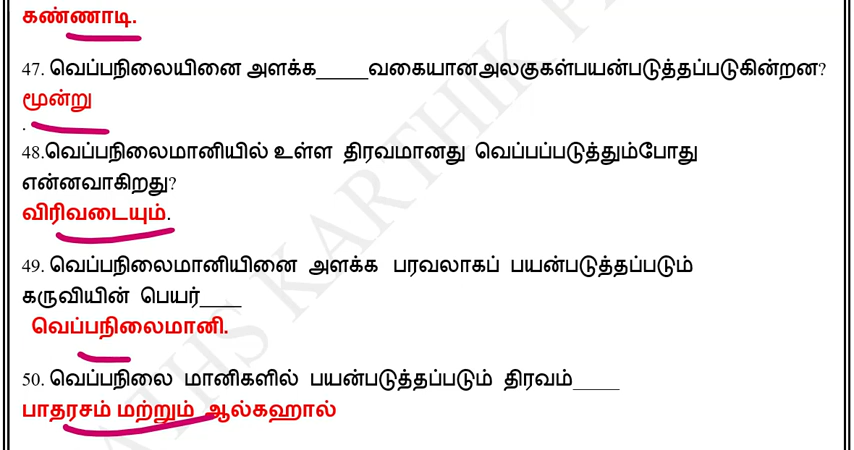 கண்ணாடி.
47. வெப்பநிலையினை அளக்க_____வகையானஅலகுகள்பயன்படுத்தப்படுகின்றன?
மூன்று
.
48.வெப்பநிலைமானியில் உள்ள திரவமானது வெப்பப்படுத்தும்போது
என்னவாகிறது?
விரிவடையும்.
49. வெப்பநிலைமானியினை அளக்க பரவலாகப் பயன்படுத்தப்படும்
கருவியின் பெயர்____
வெப்பநிலைமானி.
50. வெப்பநிலை மானிகளில் பயன்படுத்தப்படும் திரவம்_____
பாதரசம் மற்றும் ஆல்கஹால்